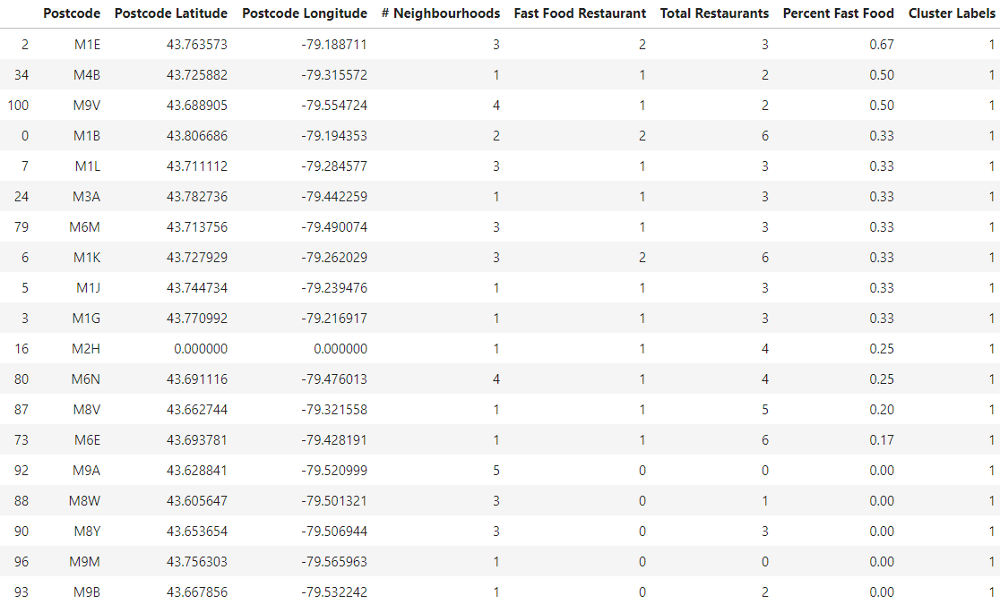 Postcode Postcode Latitude Postcode Longitude # Neighbourhoods Fast Food Restaurant Total Restaurants Percent Fast Food Cluster Labels
2 M1E 43.763573 -79.188711 3 2 3 0.67 1
34 M4B 43.725882 -79.315572 1 1 2 0.50 1
100 M9V 43.688905 -79.554724 4 1 2 0.50 1
0 M1B 43.806686 -79.194353 2 2 6 0.33 1
7 M1L 43.711112 -79.284577 3 1 3 0.33 1
24 M3A 43.782736 -79.442259 1 1 3 0.33 1
79 M6M 43.713756 -79.490074 3 1 3 0.33 1
6 M1K 43.727929 -79.262029 3 2 6 0.33 1
5 M1J 43.744734 -79.239476 1 1 3 0.33 1
3 M1G 43.770992 -79.216917 1 1 3 0.33 1
16 M2H 0.000000 0.000000 1 1 4 0.25 1
80 M6N 43.691116 -79.476013 4 1 4 0.25 1
87 M8V 43.662744 -79.321558 1 1 5 0.20 1
73 M6E 43.693781 -79.428191 1 1 6 0.17 1
92 M9A 43.628841 -79.520999 5 0 0 0.00 1
88 M8W 43.605647 -79.501321 3 0 1 0.00 1
90 M8Y 43.653654 -79.506944 3 0 3 0.00 1
96 M9M 43.756303 -79.565963 1 0 0 0.00 1
93 M9B 43.667856 -79.532242 1 0 2 0.00 1